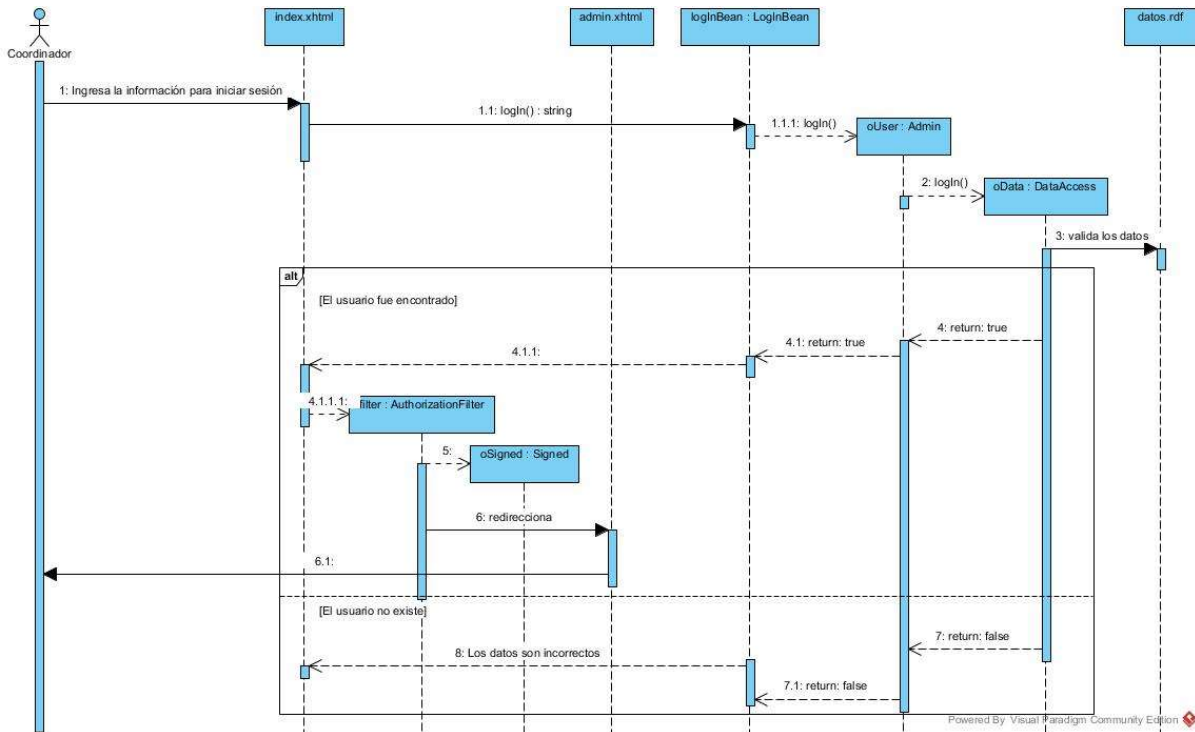 index.xhtml
admin.xhtml
logInBean : LogInBean
datos.rdf
Coordinador
1: Ingresa la información para iniciar sesión
1.1: logIn() : string
1.1.1: logIn()
oUser : Admin
2: logIn()
oData : DataAccess
3: valida los datos
alt
[El usuario fue encontrado]
4: return: true
4.1: return: true
4.1.1:
4.1.1.1:
filter : AuthorizationFilter
5:
oSigned : Signed
6: redirecciona
6.1:
[El usuario no existe]
7: return: false
8: Los datos son incorrectos
7.1: return: false
Powered By Visual Paradigm Community Edition